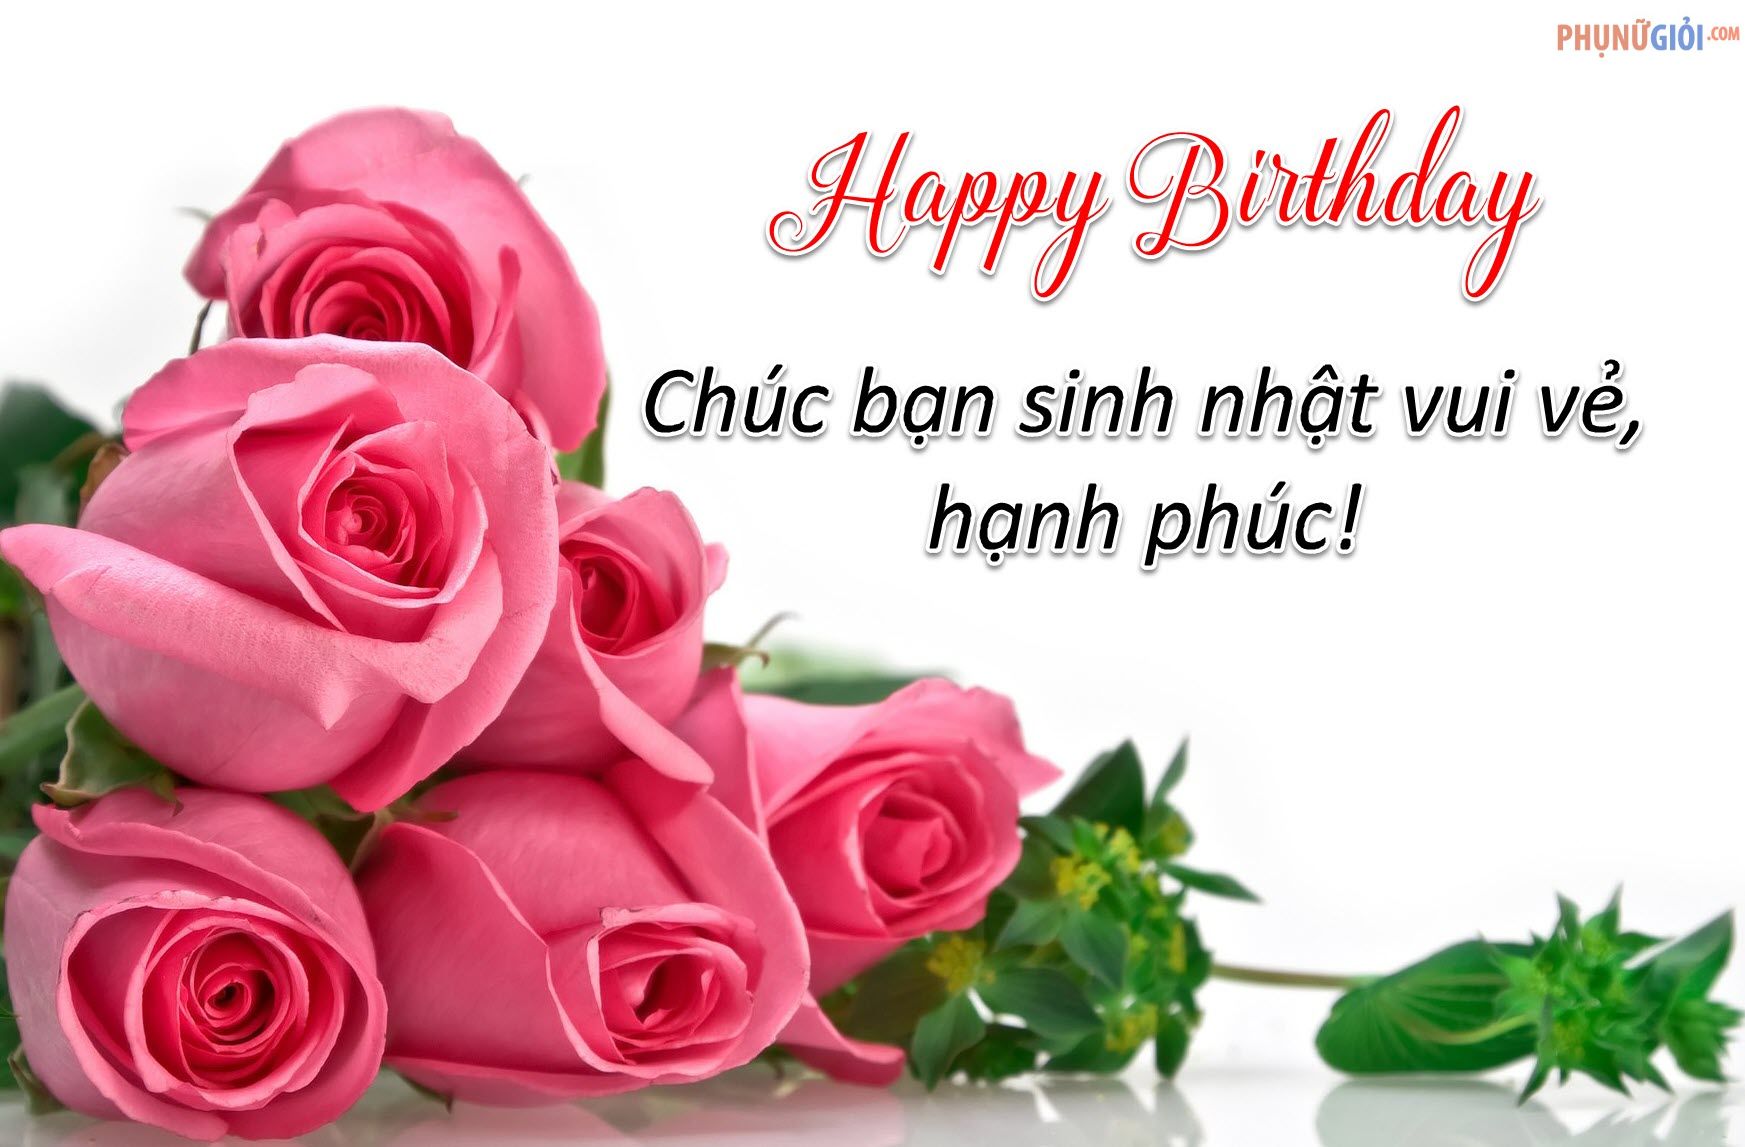 PHỤNỮGIỎI.COM
Happy Birthday
Chúc bạn sinh nhật vui vẻ,
hạnh phúc!